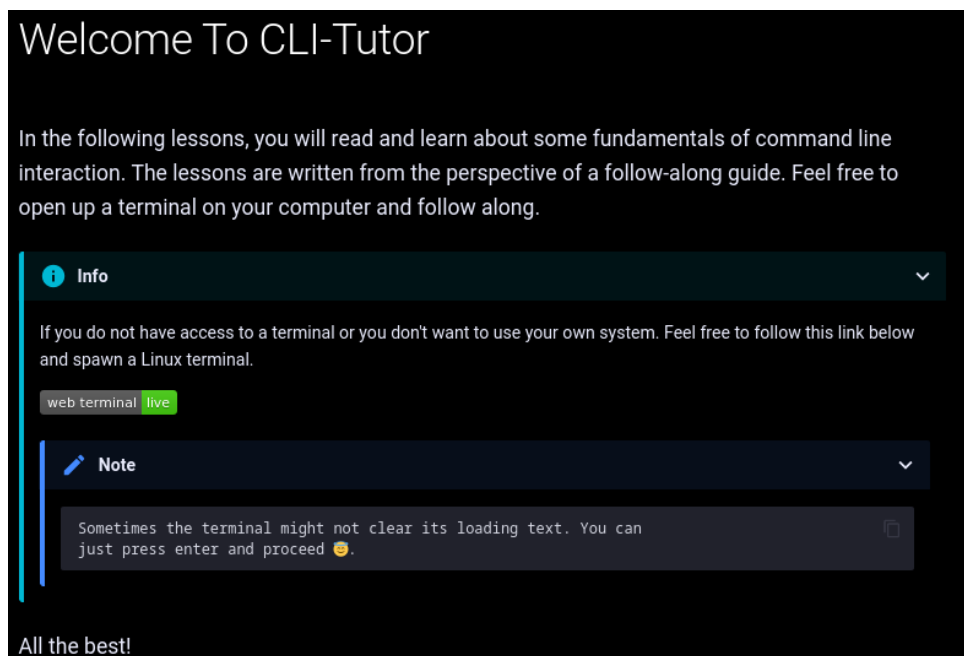 Welcome To CLI-Tutor
In the following lessons, you will read and learn about some fundamentals of command line
interaction. The lessons are written from the perspective of a follow-along guide. Feel free to
open up a terminal on your computer and follow along.
Info
If you do not have access to a terminal or you don't want to use your own system. Feel free to follow this link below
and spawn a Linux terminal.
web terminal live
Note
Sometimes the terminal might not clear its loading text. You can
just press enter and proceed 😇.
All the best!